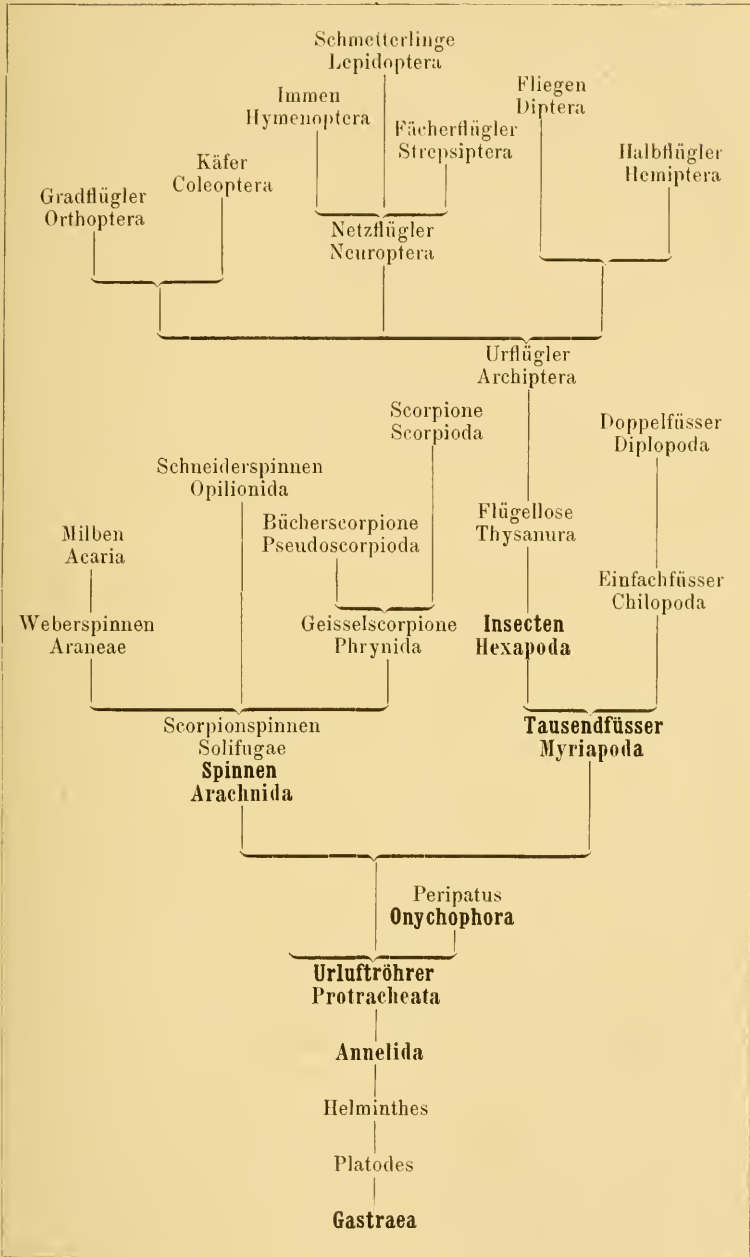 Schmetterlinge
Lepidoptera
Immen
Hymenoptera
Fliegen
Diptera
Fächerflügler
Strepsiptera
Käfer
Coleoptera
Halbflügler
Hemiptera
Gradflügler
Orthoptera
Netzflügler
Neuroptera
Urflügler
Archiptera
Scorpione
Scorpioda
Doppelfüsser
Diplopoda
Schneiderspinnen
Opilionida
Bücherscorpione
Pseudoscorpioda
Flügellose
Thysanura
Milben
Acaria
Einfachfüsser
Chilopoda
Weberspinnen
Araneae
Geisselscorpione
Phrynida
Insecten
Hexapoda
Scorpionspinnen
Solifugae
Spinnen
Arachnida
Tausendfüsser
Myriapoda
Peripatus
Onychophora
Urluftröhrer
Protracheata
Annelida
Helminthes
Platodes
Gastraea